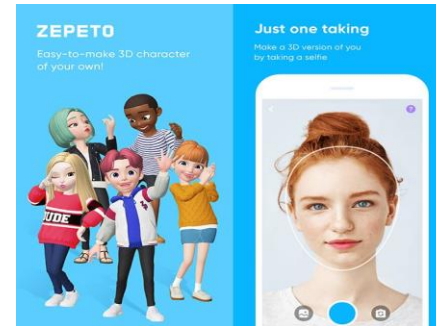 ZEPETO
Easy-to-make 3D character
of your own!
DUDE
Just one taking
Make a 3D version of you
by taking a selfie
?